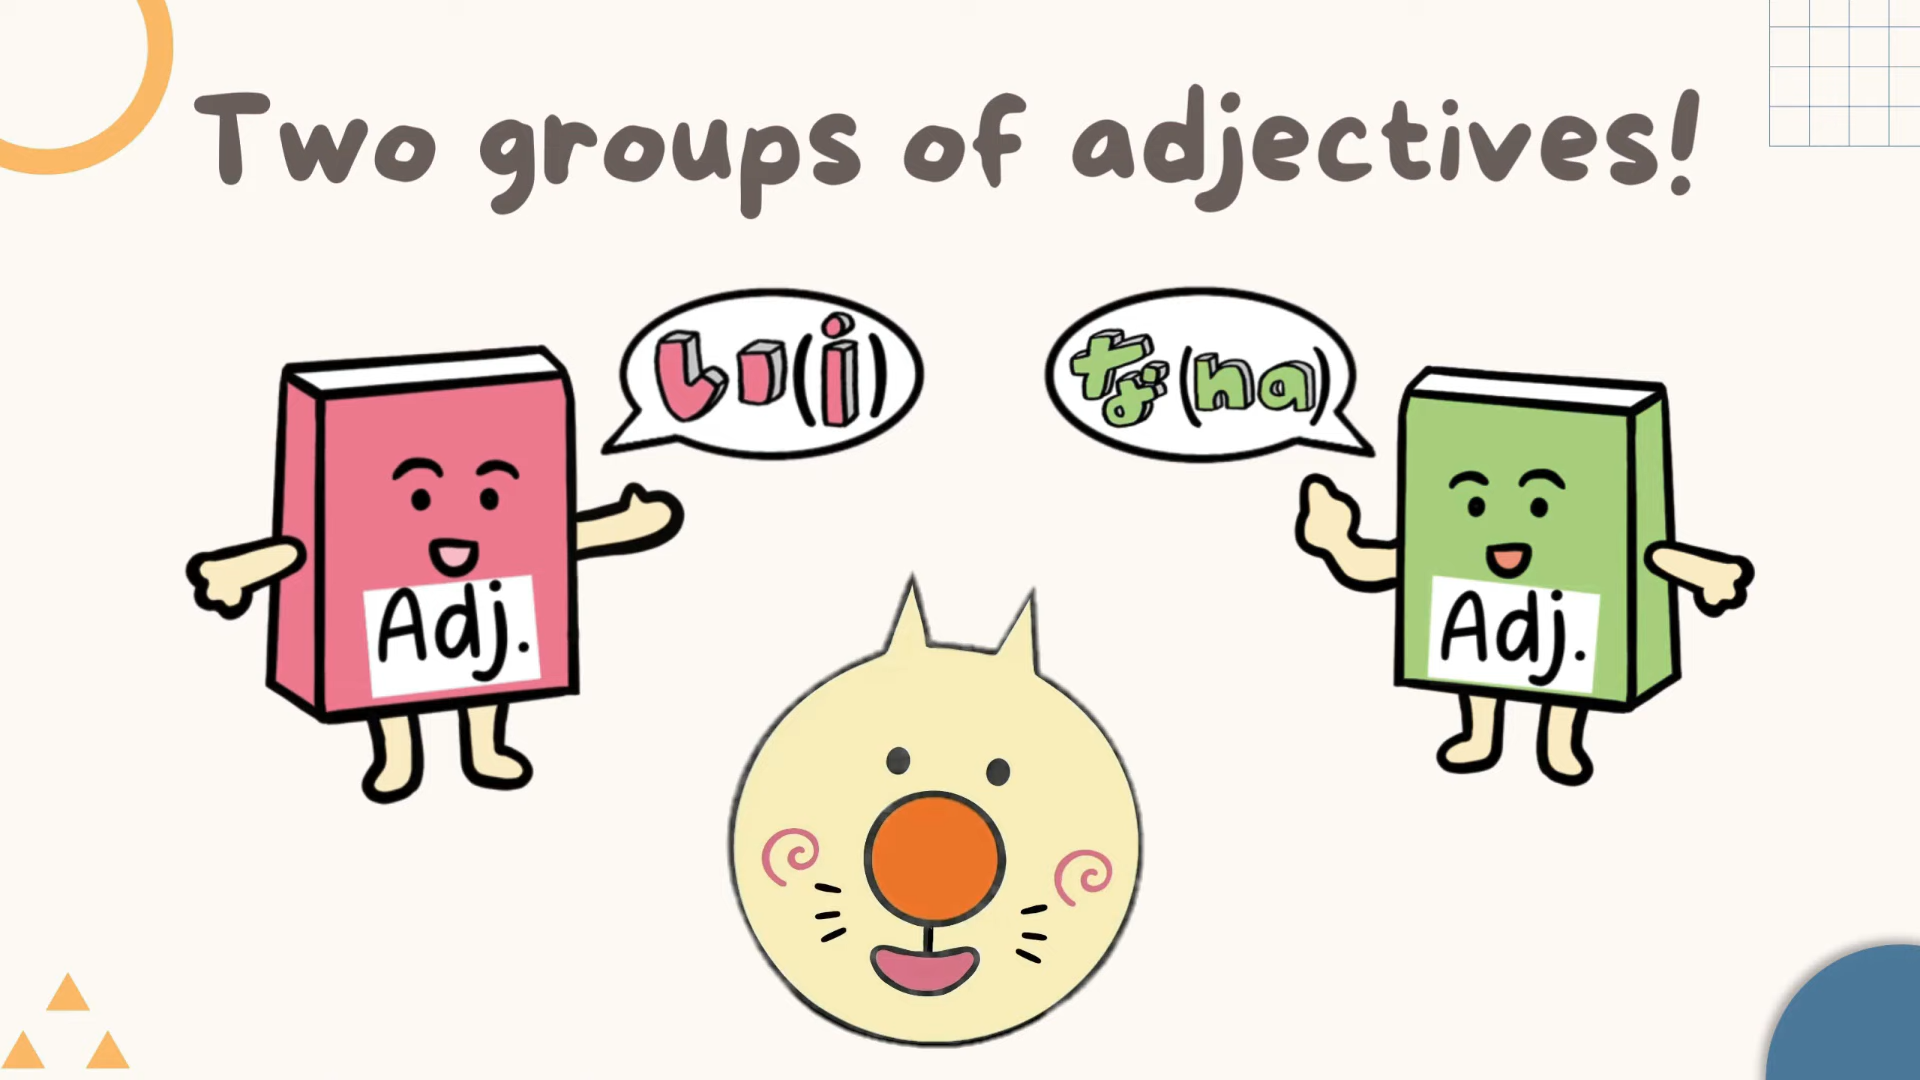 Two groups of adjectives!
い(i)
な(na)
Adj.
Adj.